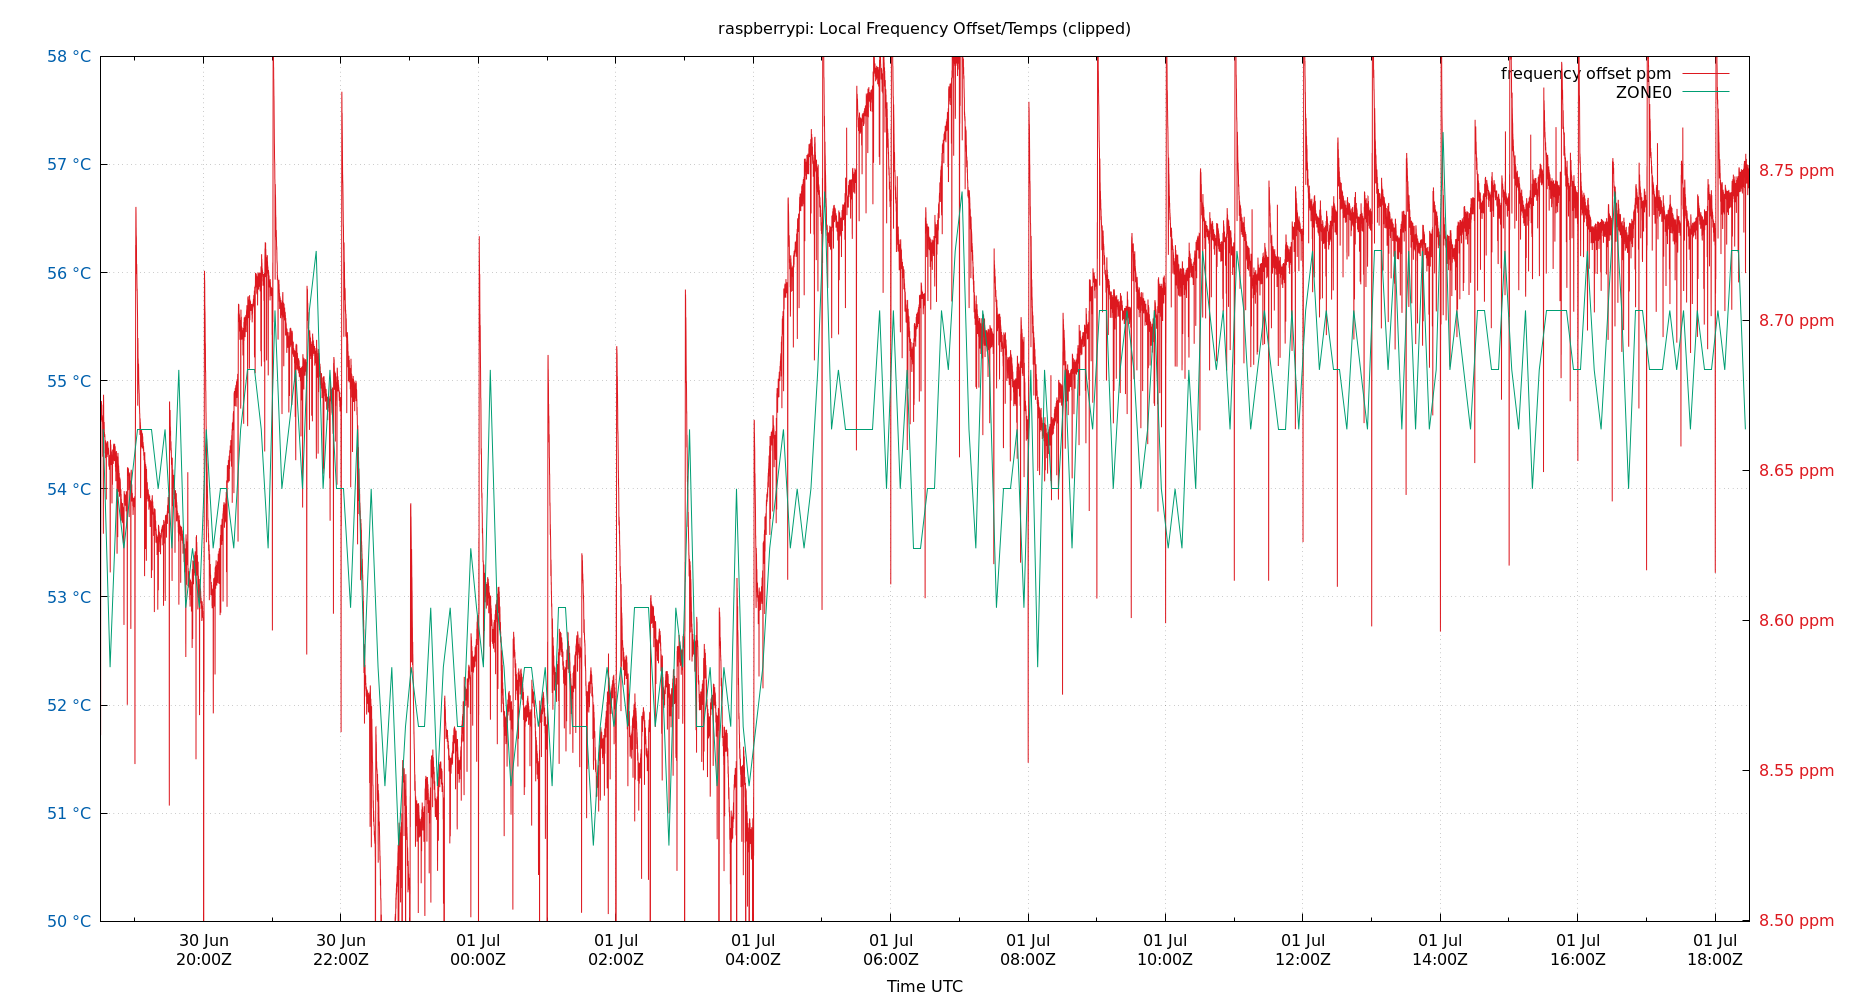 raspberrypi: Local Frequency Offset/Temps (clipped)
58 °C
57 °C
56 °C
55 °C
54 °C
53 °C
52 °C
51 °C
50 °C
frequency offset ppm
ZONE0
8.75 ppm
8.70 ppm
8.65 ppm
8.60 ppm
8.55 ppm
8.50 ppm
30 Jun
20:00Z
30 Jun
22:00Z
01 Jul
00:00Z
01 Jul
02:00Z
01 Jul
04:00Z
01 Jul
06:00Z
01 Jul
08:00Z
01 Jul
10:00Z
01 Jul
12:00Z
01 Jul
14:00Z
01 Jul
16:00Z
01 Jul
18:00Z
Time UTC